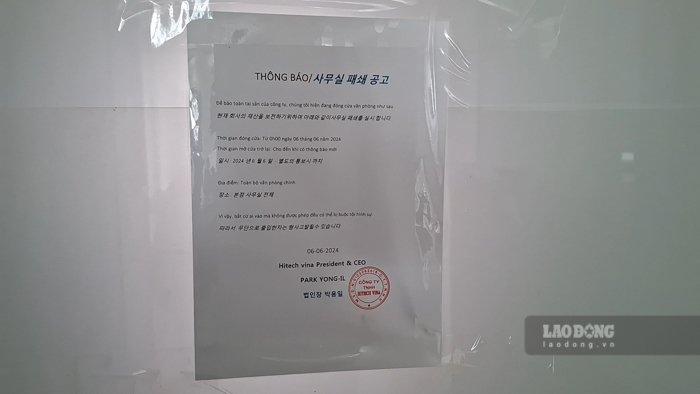 THÔNG BÁO/사무실 패쇄 공고
Để bảo toàn tài sản của công ty, chúng tôi hiện đang đóng cửa văn phòng như sau
현재 회사의 재산을 보전하기위하여 아래와 같이사무실 패쇄를 실시 합니다
Thời gian đóng cửa: Từ 0h00 ngày 06 tháng 06 năm 2024
Thời gian mở cửa trở lại: Cho đến khi có thông báo mới
일시 : 2024 년 6 월 6 일 - 별도의 통보시 까지
Địa điểm: Toàn bộ văn phòng chính
장소 : 본점 사무실 전체
Vì vậy, bất cứ ai vào mà không được phép đều có thể bị buộc tội hình sự
따라서 무단으로 출입한자는 형사고발될수 있습니다
06-06-2024
Hitech vina President & CEO
PARK YONG-IL
법인장 박용일
CÔNG TY
TNHH
HITECH VINA
LAO ĐỘNG
laodong.vn